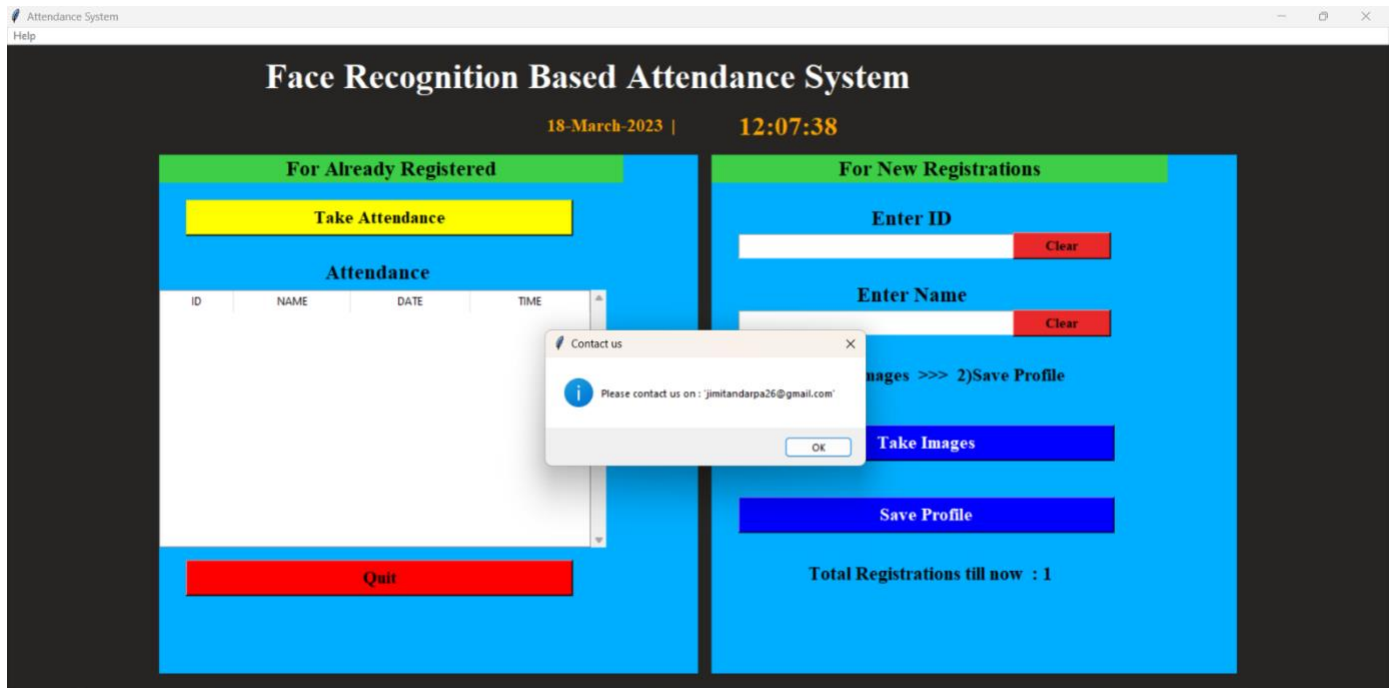 Attendance System
Help
Face Recognition Based Attendance System
18-March-2023 |
12:07:38
For Already Registered
Take Attendance
Attendance
ID NAME DATE TIME
Quit
For New Registrations
Enter ID
Clear
Enter Name
Clear
>>> 2)Save Profile
Take Images
Save Profile
Total Registrations till now : 1
Contact us
Please contact us on : 'jimitandarpa26@gmail.com'
OK